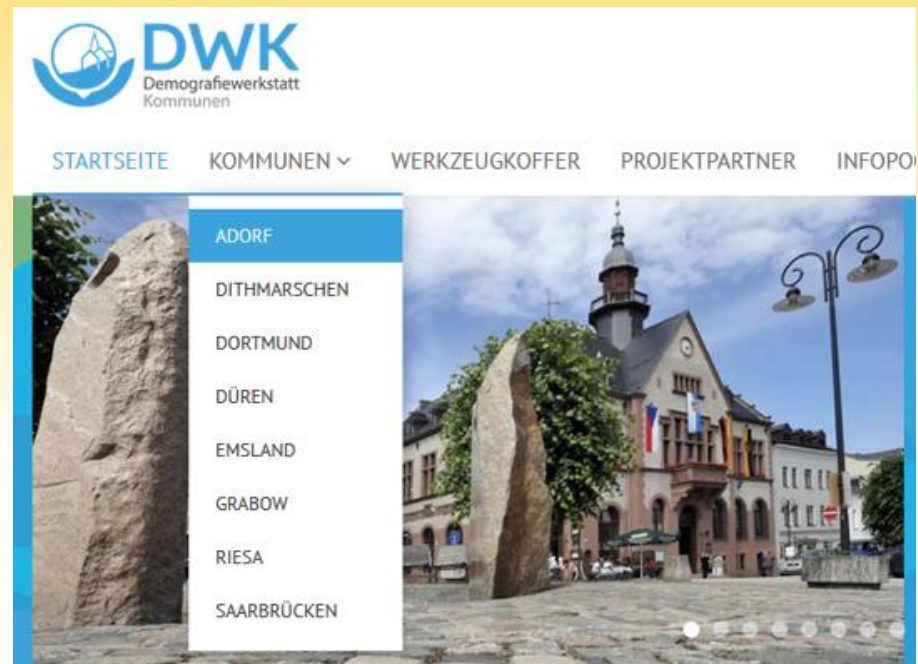 DWK
Demografiewerkstatt
Kommunen
STARTSEITE KOMMUNEN WERKZEUGKOFFER PROJEKTPARTNER
ADORF
DITHMARSCHEN
DORTMUND
DÜREN
EMSLAND
GRABOW
RIESA
SAARBRÜCKEN